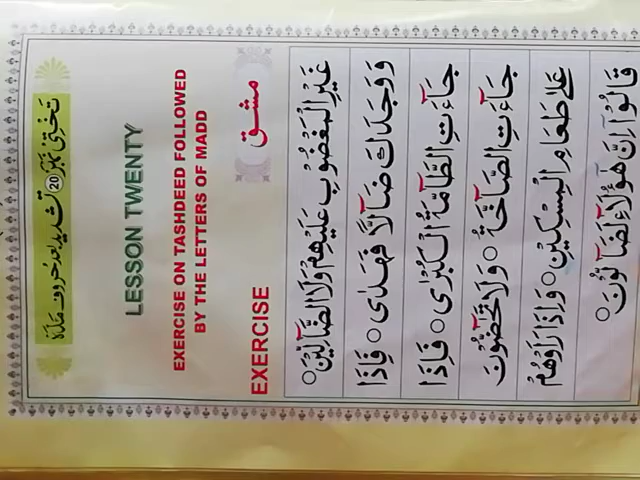 تختی نمبر 20 تشدید بعد حروف مدّہ
LESSON TWENTY
EXERCISE ON TASHDEED FOLLOWED
BY THE LETTERS OF MADD
EXERCISE مشق
غَيْرِ الْمَغْضُوْبِ عَلَيْهِمْ وَلَا الضَّآلِّيْنَ ○
وَوَجَدَكَ ضَآلًّا فَهَدٰى ○ فَاِذَا
جَآءَتِ الطَّآمَّةُ الْكُبْرٰى ○ فَاِذَا
جَآءَتِ الصَّآخَّةُ ○ وَلَا تَحٰٓضُّوْنَ
عَلٰى طَعَامِ الْمِسْكِيْنِ ○ وَاِذَا رَاَوْهُمْ
قَالُوْٓا اِنَّ هٰٓؤُلَآءِ لَضَآلُّوْنَ ○